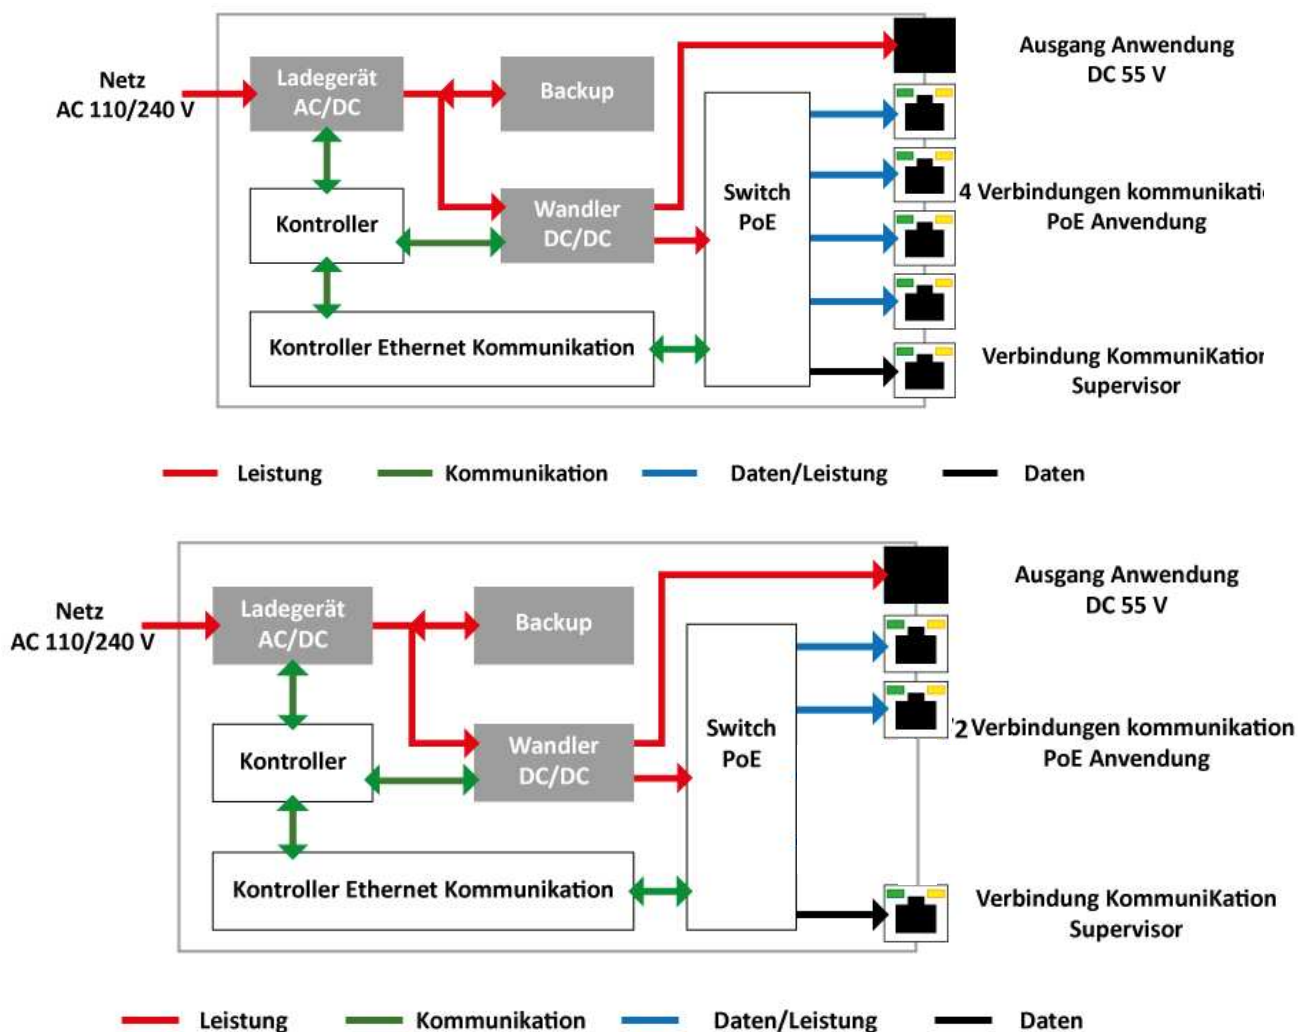 Netz
AC 110/240 V
Ladegerät
AC/DC
Backup
Ausgang Anwendung
DC 55 V
Kontroller
Wandler
DC/DC
Switch
PoE
4 Verbindungen kommunikati
PoE Anvendung
Kontroller Ethernet Kommunikation
Verbindung KommuniKation
Supervisor
Leistung
Kommunikation
Daten/Leistung
Daten
Netz
AC 110/240 V
Ladegerät
AC/DC
Backup
Ausgang Anwendung
DC 55 V
Kontroller
Wandler
DC/DC
Switch
PoE
2 Verbindungen kommunikation
PoE Anvendung
Kontroller Ethernet Kommunikation
Verbindung KommuniKation
Supervisor
Leistung
Kommunikation
Daten/Leistung
Daten